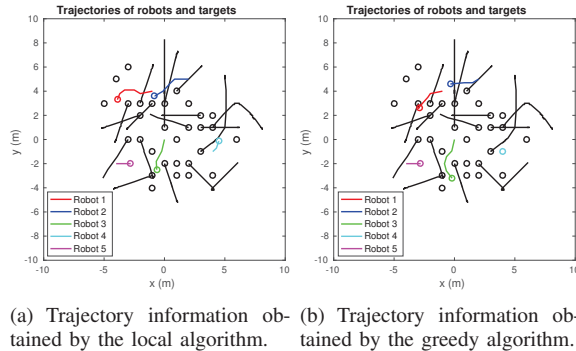 Trajectories of robots and targets
10
8
6
4
2
0
-2
-4
-6
-8
-10
y (m)
Robot 1
Robot 2
Robot 3
Robot 4
Robot 5
-10
-5
0
5
10
x (m)
Trajectories of robots and targets
10
8
6
4
2
0
-2
-4
-6
-8
-10
y (m)
Robot 1
Robot 2
Robot 3
Robot 4
Robot 5
-10
-5
0
5
10
x (m)
(a) Trajectory information ob-
tained by the local algorithm.
(b) Trajectory information ob-
tained by the greedy algorithm.